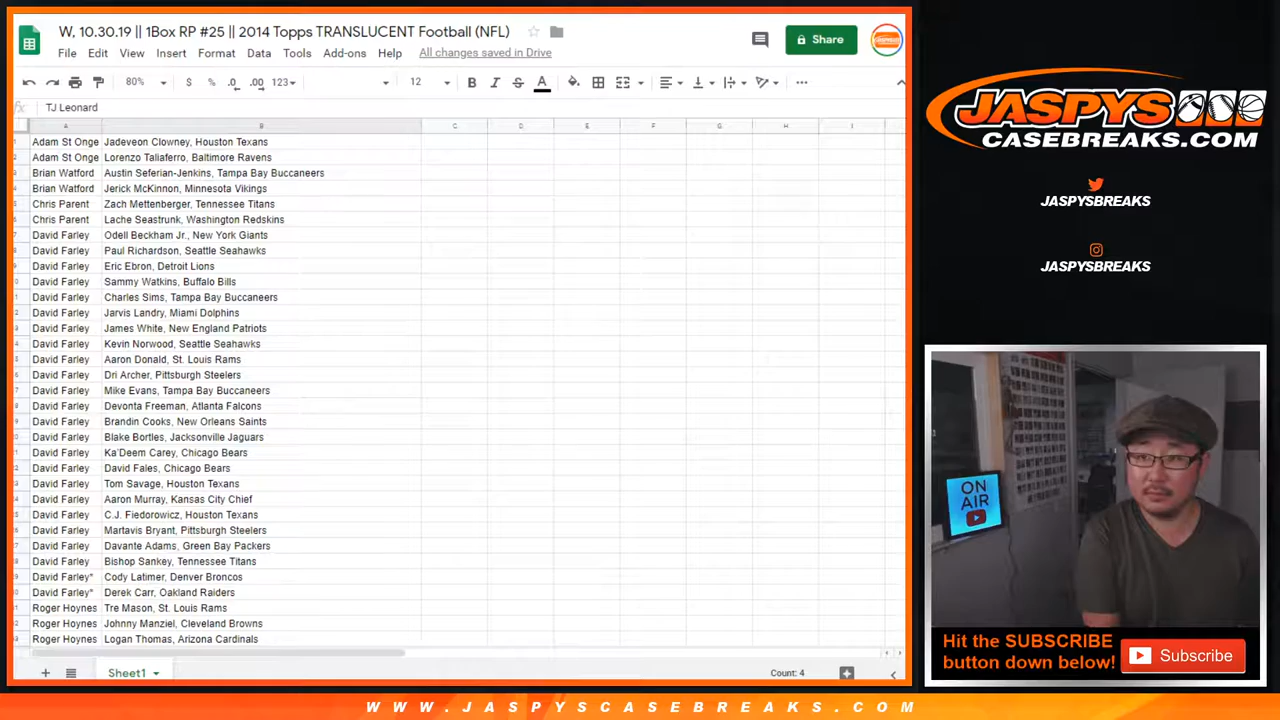 W, 10.30.19 || 1Box RP #25 || 2014 Topps TRANSLUCENT Football (NFL)
File Edit View Insert Format Data Tools Add-ons Help All changes saved in Drive
Share
80% $ % .0 .00 123 12 B I S A
fx TJ Leonard
A B C D E F G H I
Adam St Onge Jadeveon Clowney, Houston Texans
Adam St Onge Lorenzo Taliaferro, Baltimore Ravens
Brian Watford Austin Seferian-Jenkins, Tampa Bay Buccaneers
Brian Watford Jerick McKinnon, Minnesota Vikings
Chris Parent Zach Mettenberger, Tennessee Titans
Chris Parent Lache Seastrunk, Washington Redskins
David Farley Odell Beckham Jr., New York Giants
David Farley Paul Richardson, Seattle Seahawks
David Farley Eric Ebron, Detroit Lions
David Farley Sammy Watkins, Buffalo Bills
David Farley Charles Sims, Tampa Bay Buccaneers
David Farley Jarvis Landry, Miami Dolphins
David Farley James White, New England Patriots
David Farley Kevin Norwood, Seattle Seahawks
David Farley Aaron Donald, St. Louis Rams
David Farley Dri Archer, Pittsburgh Steelers
David Farley Mike Evans, Tampa Bay Buccaneers
David Farley Devonta Freeman, Atlanta Falcons
David Farley Brandin Cooks, New Orleans Saints
David Farley Blake Bortles, Jacksonville Jaguars
David Farley Ka'Deem Carey, Chicago Bears
David Farley David Fales, Chicago Bears
David Farley Tom Savage, Houston Texans
David Farley Aaron Murray, Kansas City Chief
David Farley C.J. Fiedorowicz, Houston Texans
David Farley Martavis Bryant, Pittsburgh Steelers
David Farley Davante Adams, Green Bay Packers
David Farley Bishop Sankey, Tennessee Titans
David Farley* Cody Latimer, Denver Broncos
David Farley* Derek Carr, Oakland Raiders
Roger Hoynes Tre Mason, St. Louis Rams
Roger Hoynes Johnny Manziel, Cleveland Browns
Roger Hoynes Logan Thomas, Arizona Cardinals
Sheet1
Count: 4
JASPYS
CASEBREAKS.COM
JASPYSBREAKS
JASPYSBREAKS
ON
AIR
Hit the SUBSCRIBE
button down below!
Subscribe
WWW.JASPYSCASEBREAKS.COM